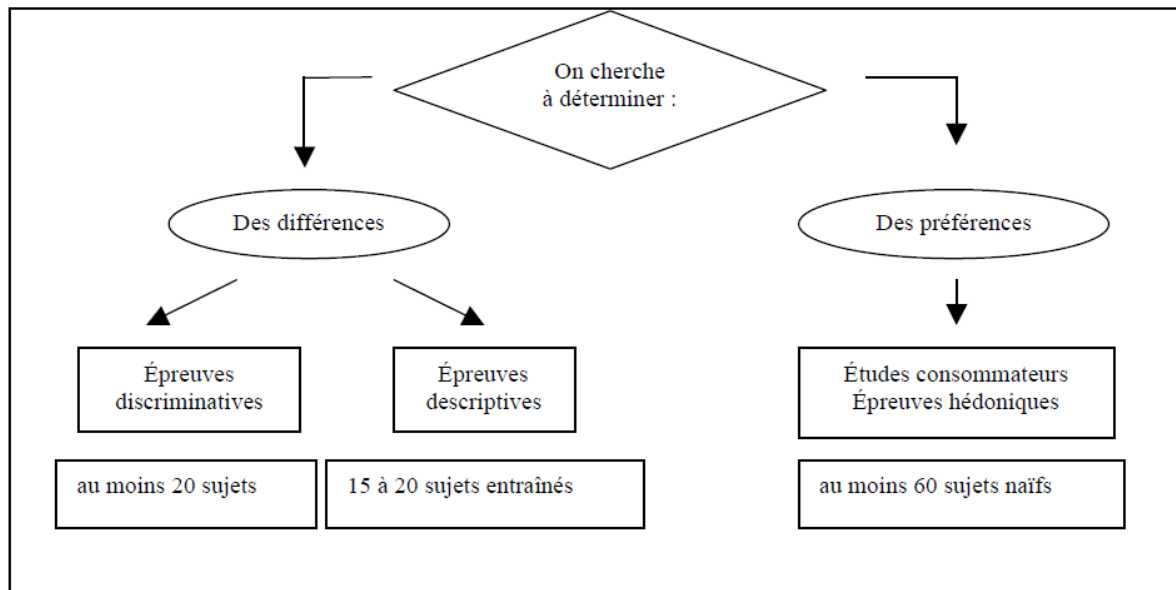 On cherche
à déterminer :
Des différences
Des préférences
Épreuves
discriminatives
Épreuves
descriptives
Études consommateurs
Épreuves hédoniques
au moins 20 sujets
15 à 20 sujets entraînés
au moins 60 sujets naïfs